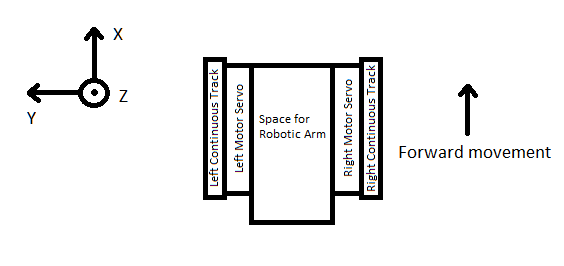 X
Y
Z
Left Continuous Track
Left Motor Servo
Space for
Robotic Arm
Right Motor Servo
Right Continuous Track
Forward movement